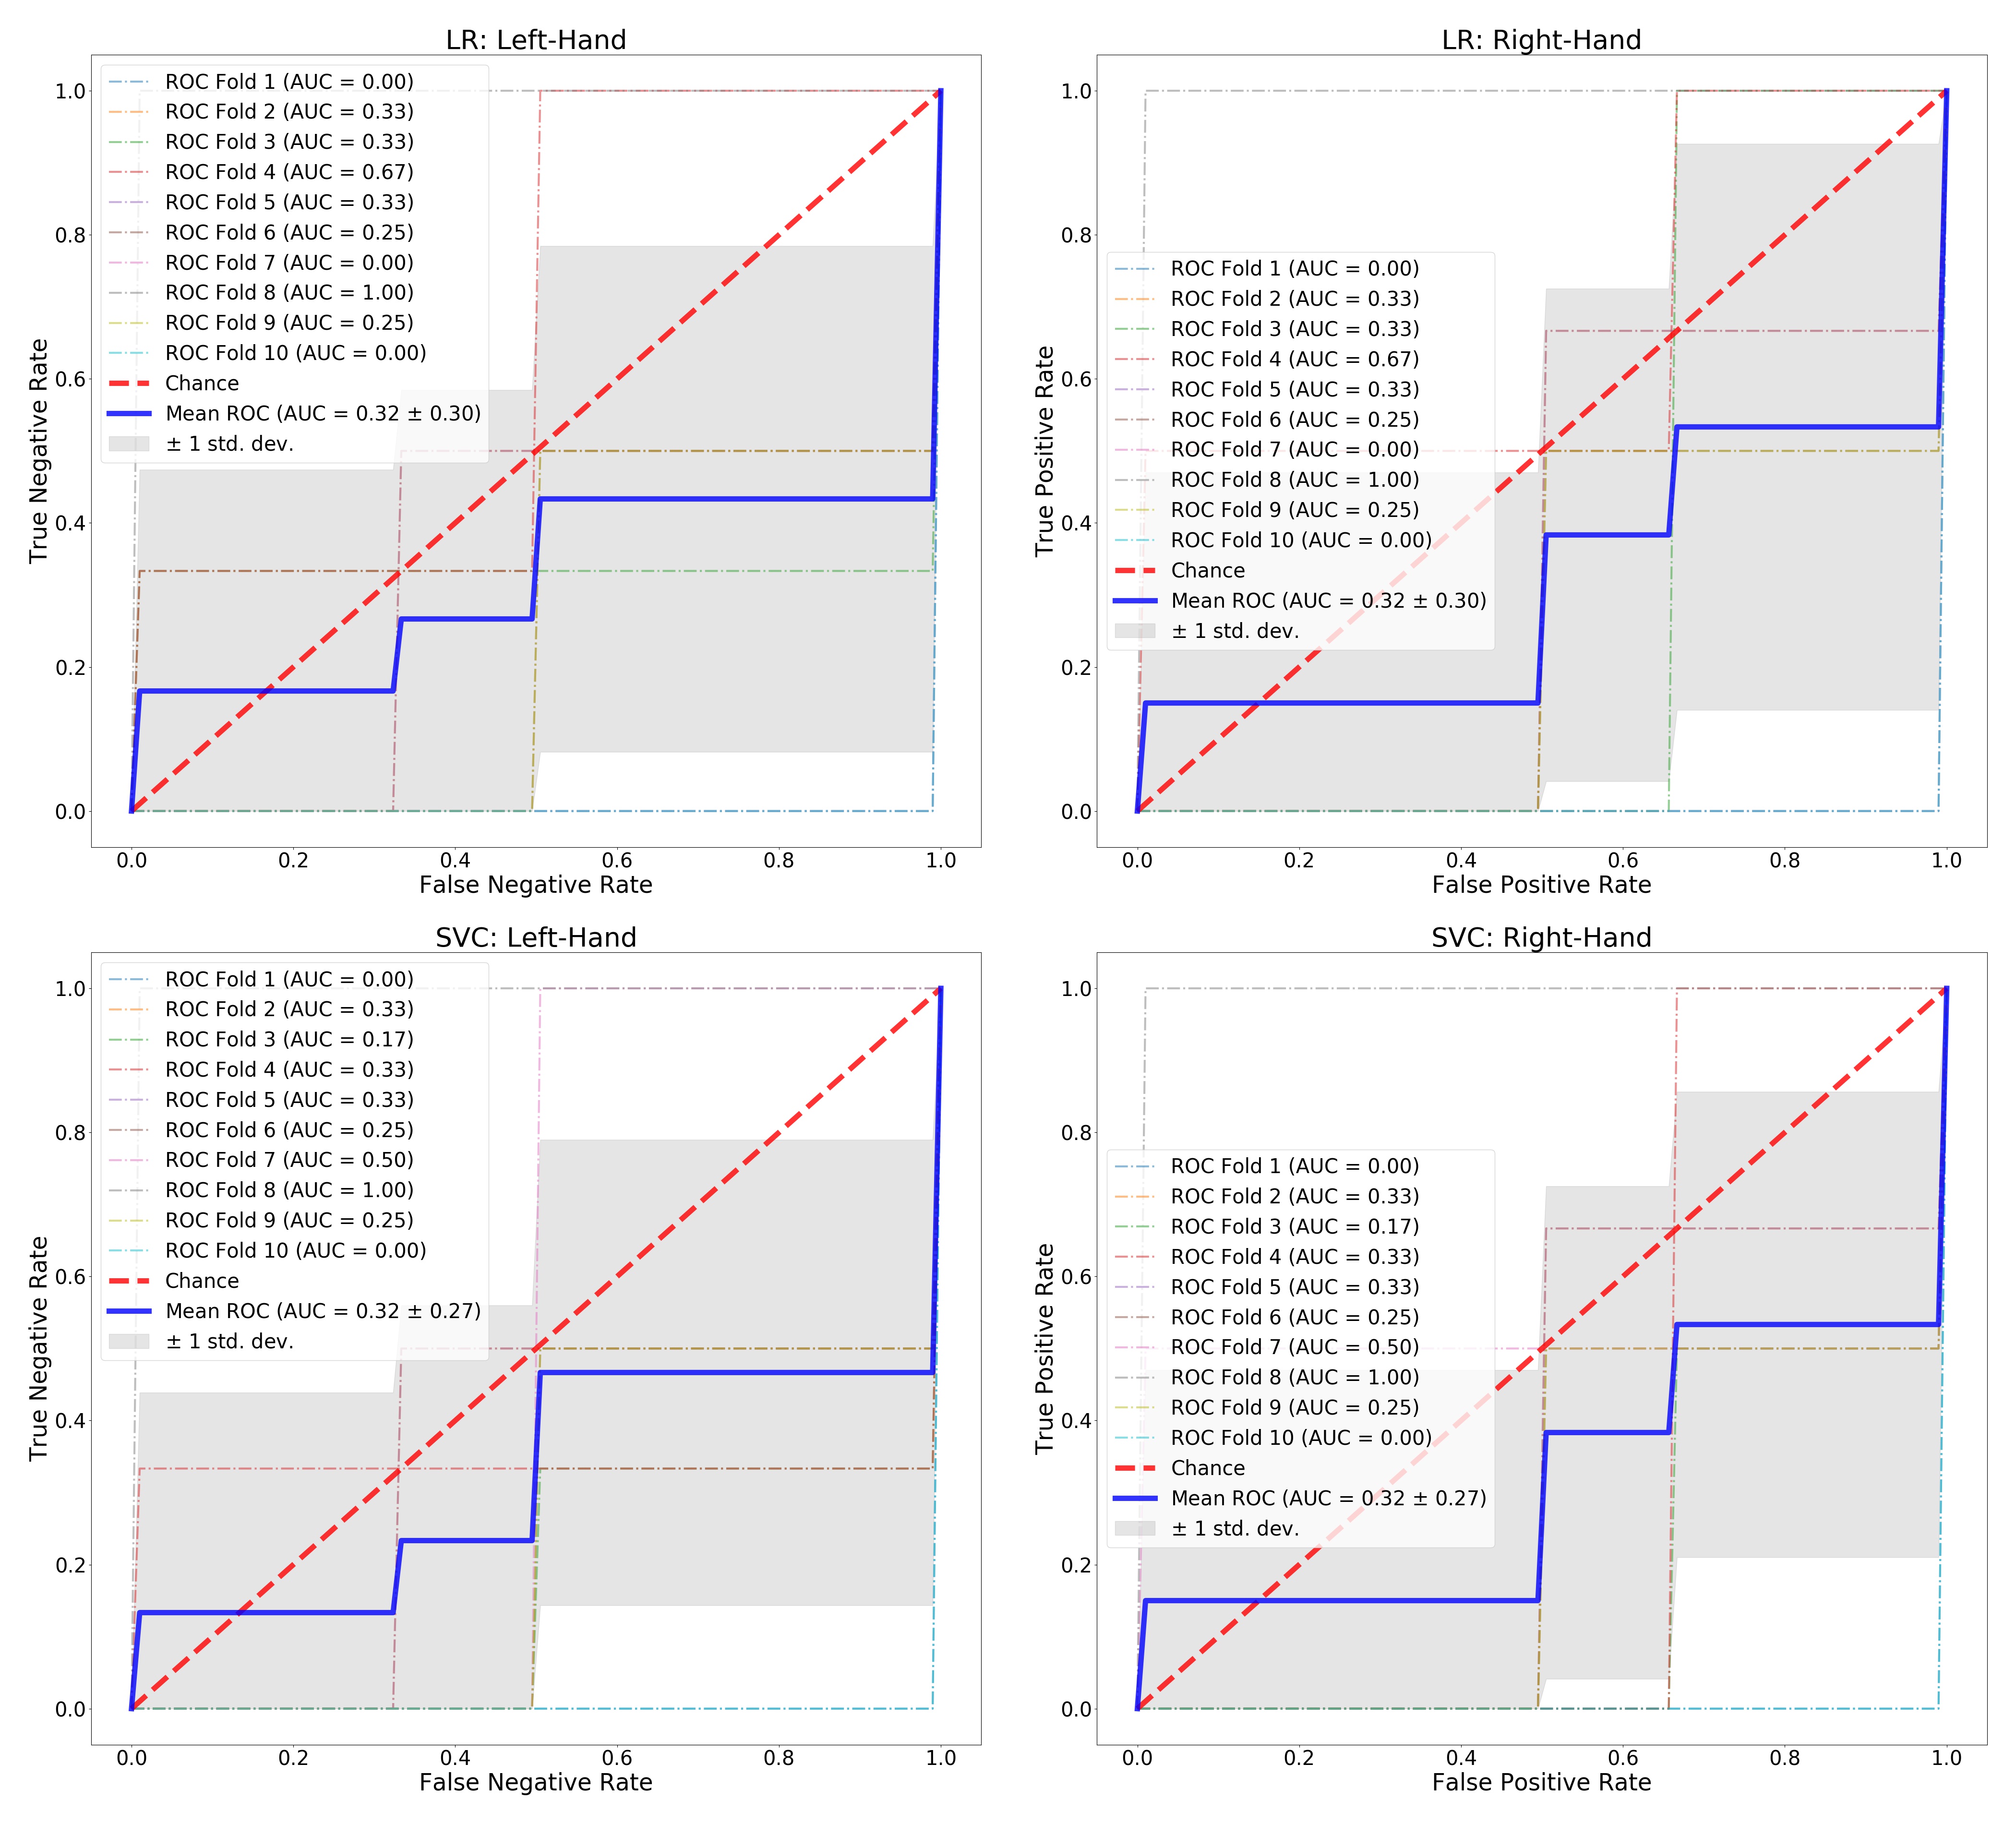 LR: Left-Hand
True Negative Rate
1.0
0.8
0.6
0.4
0.2
0.0
ROC Fold 1 (AUC = 0.00)
ROC Fold 2 (AUC = 0.33)
ROC Fold 3 (AUC = 0.33)
ROC Fold 4 (AUC = 0.67)
ROC Fold 5 (AUC = 0.33)
ROC Fold 6 (AUC = 0.25)
ROC Fold 7 (AUC = 0.00)
ROC Fold 8 (AUC = 1.00)
ROC Fold 9 (AUC = 0.25)
ROC Fold 10 (AUC = 0.00)
Chance
Mean ROC (AUC = 0.32 ± 0.30)
± 1 std. dev.
0.0 0.2 0.4 0.6 0.8 1.0
False Negative Rate
LR: Right-Hand
True Positive Rate
1.0
0.8
0.6
0.4
0.2
0.0
ROC Fold 1 (AUC = 0.00)
ROC Fold 2 (AUC = 0.33)
ROC Fold 3 (AUC = 0.33)
ROC Fold 4 (AUC = 0.67)
ROC Fold 5 (AUC = 0.33)
ROC Fold 6 (AUC = 0.25)
ROC Fold 7 (AUC = 0.00)
ROC Fold 8 (AUC = 1.00)
ROC Fold 9 (AUC = 0.25)
ROC Fold 10 (AUC = 0.00)
Chance
Mean ROC (AUC = 0.32 ± 0.30)
± 1 std. dev.
0.0 0.2 0.4 0.6 0.8 1.0
False Positive Rate
SVC: Left-Hand
True Negative Rate
1.0
0.8
0.6
0.4
0.2
0.0
ROC Fold 1 (AUC = 0.00)
ROC Fold 2 (AUC = 0.33)
ROC Fold 3 (AUC = 0.17)
ROC Fold 4 (AUC = 0.33)
ROC Fold 5 (AUC = 0.33)
ROC Fold 6 (AUC = 0.25)
ROC Fold 7 (AUC = 0.50)
ROC Fold 8 (AUC = 1.00)
ROC Fold 9 (AUC = 0.25)
ROC Fold 10 (AUC = 0.00)
Chance
Mean ROC (AUC = 0.32 ± 0.27)
± 1 std. dev.
0.0 0.2 0.4 0.6 0.8 1.0
False Negative Rate
SVC: Right-Hand
True Positive Rate
1.0
0.8
0.6
0.4
0.2
0.0
ROC Fold 1 (AUC = 0.00)
ROC Fold 2 (AUC = 0.33)
ROC Fold 3 (AUC = 0.17)
ROC Fold 4 (AUC = 0.33)
ROC Fold 5 (AUC = 0.33)
ROC Fold 6 (AUC = 0.25)
ROC Fold 7 (AUC = 0.50)
ROC Fold 8 (AUC = 1.00)
ROC Fold 9 (AUC = 0.25)
ROC Fold 10 (AUC = 0.00)
Chance
Mean ROC (AUC = 0.32 ± 0.27)
± 1 std. dev.
0.0 0.2 0.4 0.6 0.8 1.0
False Positive Rate